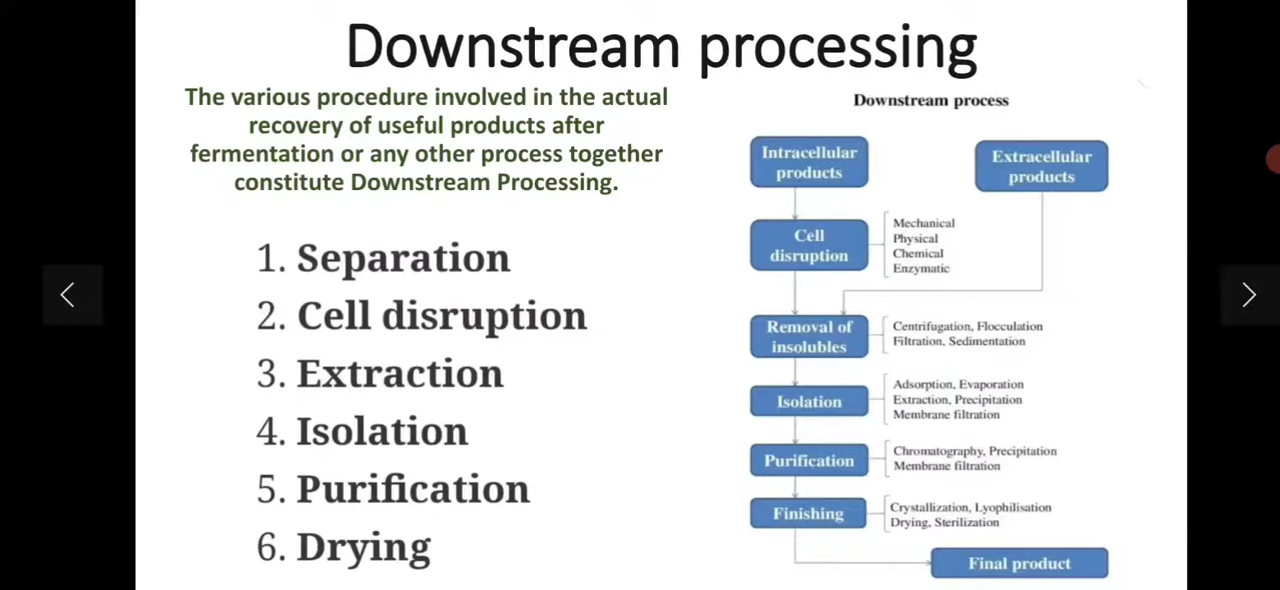 Downstream processing
The various procedure involved in the actual
recovery of useful products after
fermentation or any other process together
constitute Downstream Processing.
1. Separation
2. Cell disruption
3. Extraction
4. Isolation
5. Purification
6. Drying
Downstream process
Intracellular
products
Extracellular
products
Cell
disruption
Mechanical
Physical
Chemical
Enzymatic
Removal of
insolubles
Centrifugation, Flocculation
Filtration, Sedimentation
Isolation
Adsorption, Evaporation
Extraction, Precipitation
Membrane filtration
Purification
Chromatography, Precipitation
Membrane filtration
Finishing
Crystallization, Lyophilisation
Drying, Sterilization
Final product